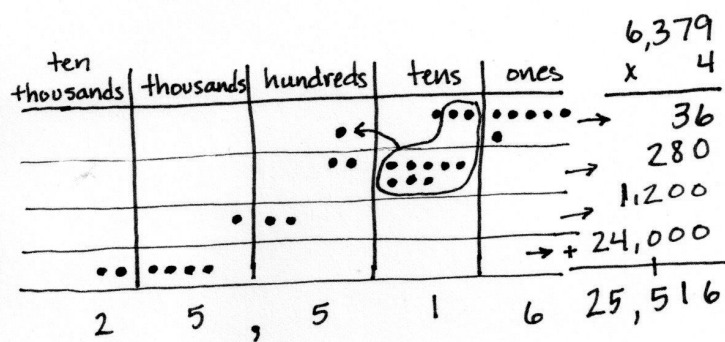 ten thousands thousands hundreds tens ones
6,379
x 4
→ 36
→ 280
→ 1,200
→ + 24,000
2 5 , 5 1 6
25,516